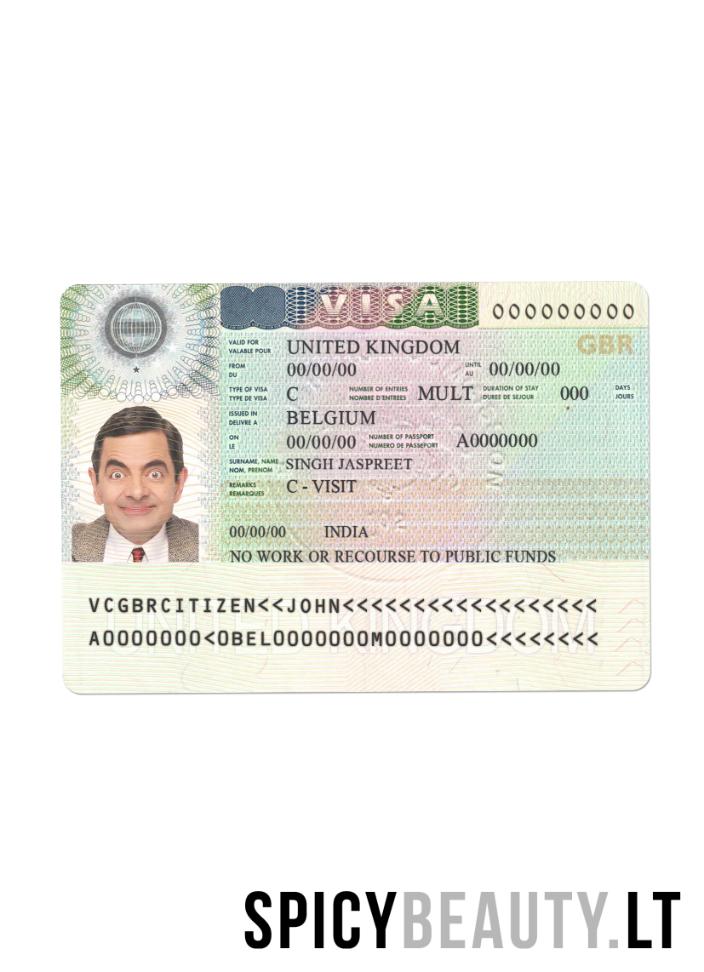 VISA
000000000
VALID FOR
VALABLE POUR
UNITED KINGDOM
GBR
FROM
DU
00/00/00
UNTIL
AU
00/00/00
TYPE OF VISA
TYPE DE VISA
C
NUMBER OF ENTRIES
NOMBRE D'ENTREES
MULT
DURATION OF STAY
DUREE DE SEJOUR
000
DAYS
JOURS
ISSUED IN
DELIVRE A
BELGIUM
ON
LE
00/00/00
NUMBER OF PASSPORT
NUMERO DE PASSEPORT
A0000000
SURNAME, NAME
NOM, PRENOM
SINGH JASPREET
REMARKS
REMARQUES
C - VISIT
00/00/00 INDIA
NO WORK OR RECOURSE TO PUBLIC FUNDS
VCGBRCITIZEN<<JOHN<<<<<<<<<<<<<<<<<<
A0000000<0BEL0000000M0000000<<<<<<<<
UNITED KINGDOM
SPICYBEAUTY.LT